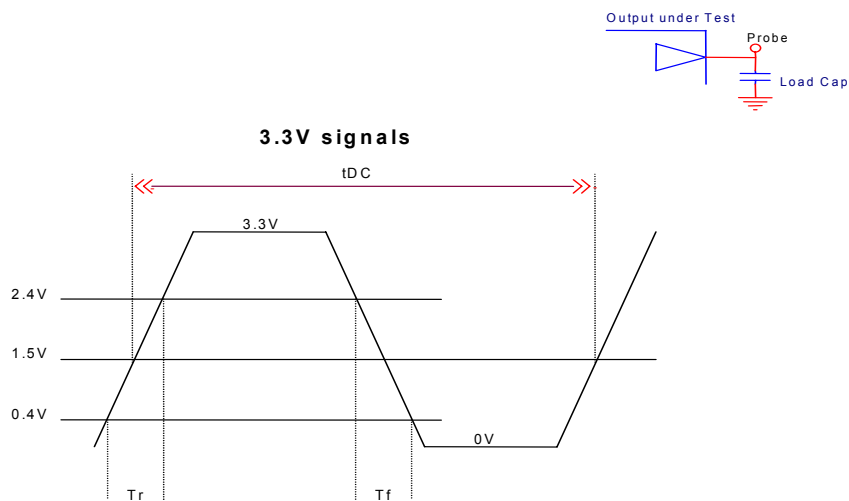 Output under Test
Probe
Load Cap
3.3V signals
tDC
3.3V
2.4V
1.5V
0.4V
0V
Tr
Tf